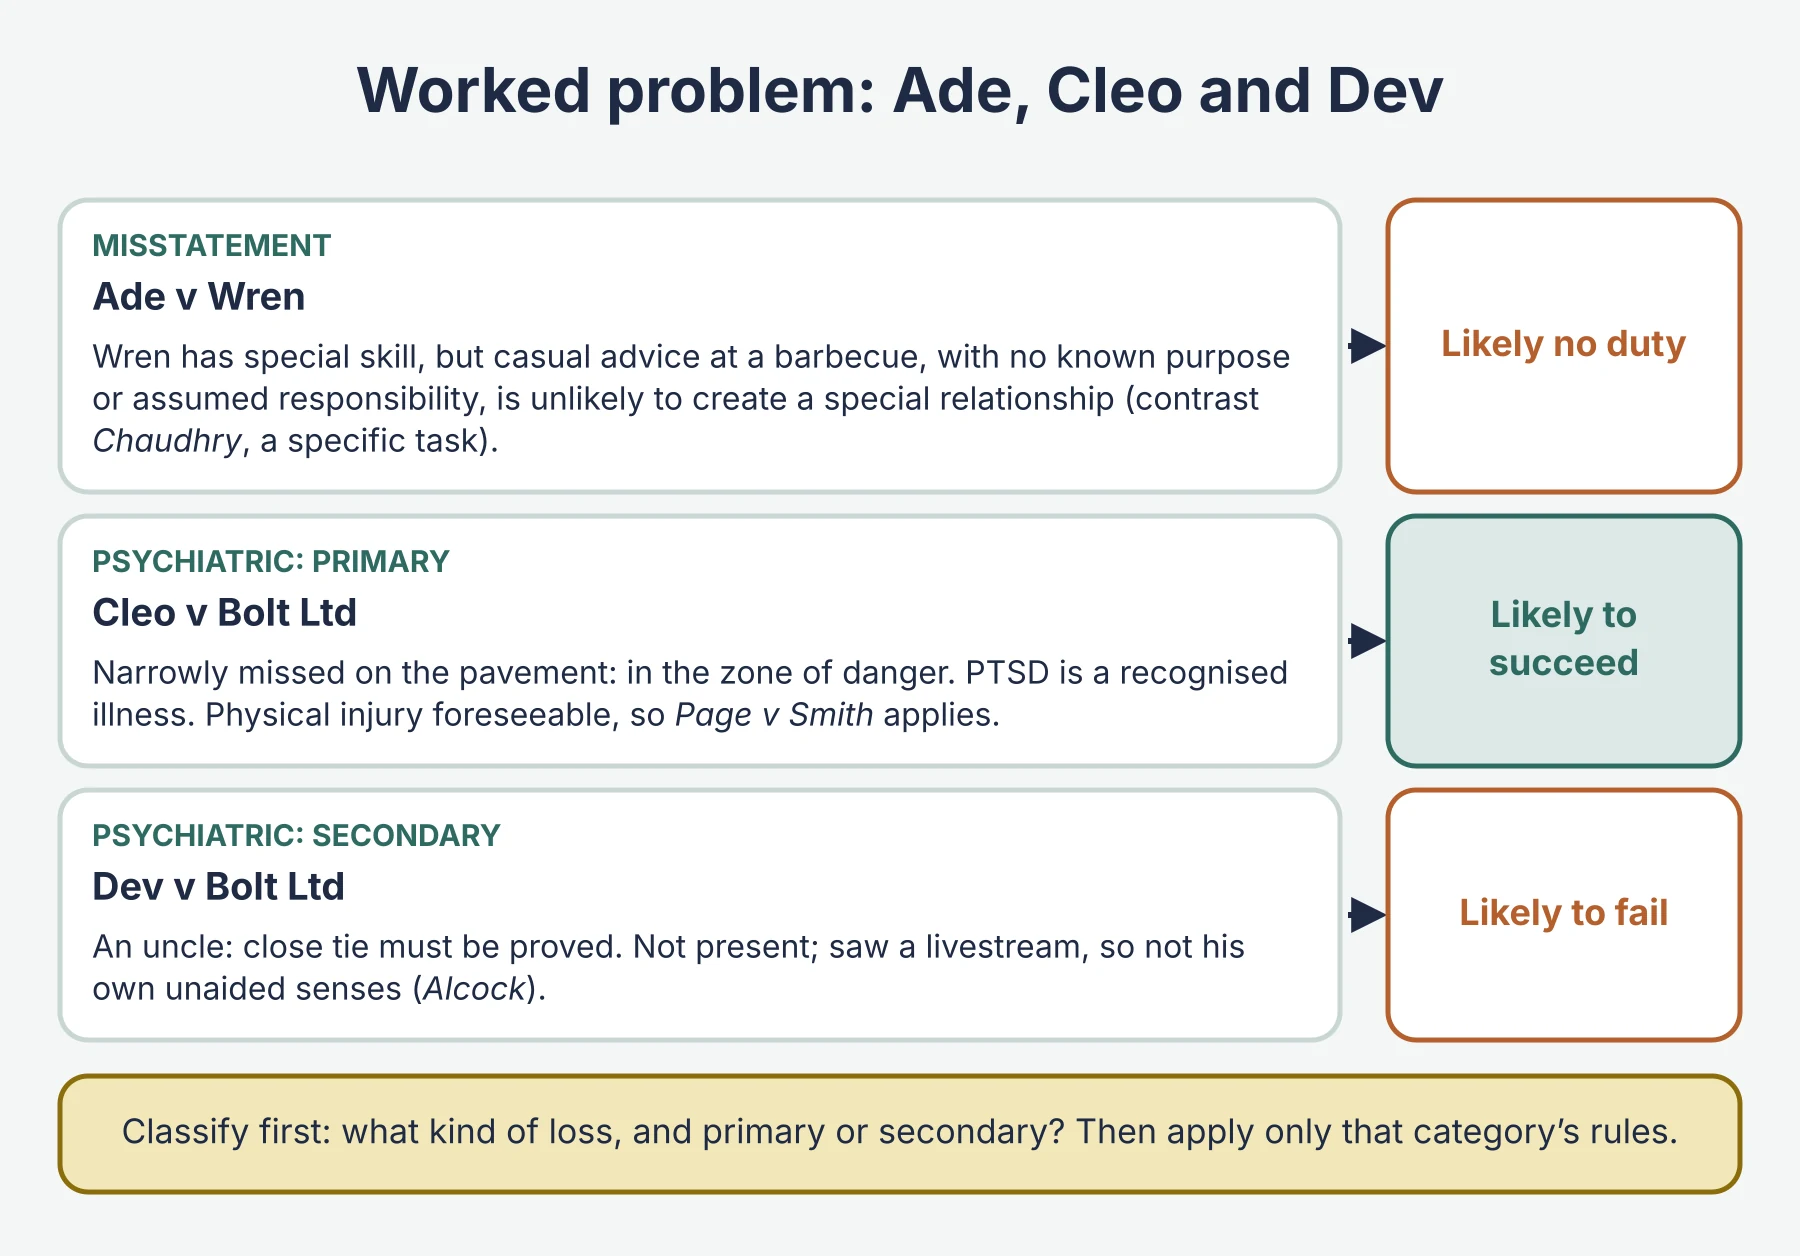 Worked problem: Ade, Cleo and Dev
MISSTATEMENT
Ade v Wren
Wren has special skill, but casual advice at a barbecue, with no known purpose
or assumed responsibility, is unlikely to create a special relationship (contrast
Chaudhry, a specific task).
Likely no duty
PSYCHIATRIC: PRIMARY
Cleo v Bolt Ltd
Narrowly missed on the pavement: in the zone of danger. PTSD is a recognised
illness. Physical injury foreseeable, so Page v Smith applies.
Likely to
succeed
PSYCHIATRIC: SECONDARY
Dev v Bolt Ltd
An uncle: close tie must be proved. Not present; saw a livestream, so not his
own unaided senses (Alcock).
Likely to fail
Classify first: what kind of loss, and primary or secondary? Then apply only that category’s rules.